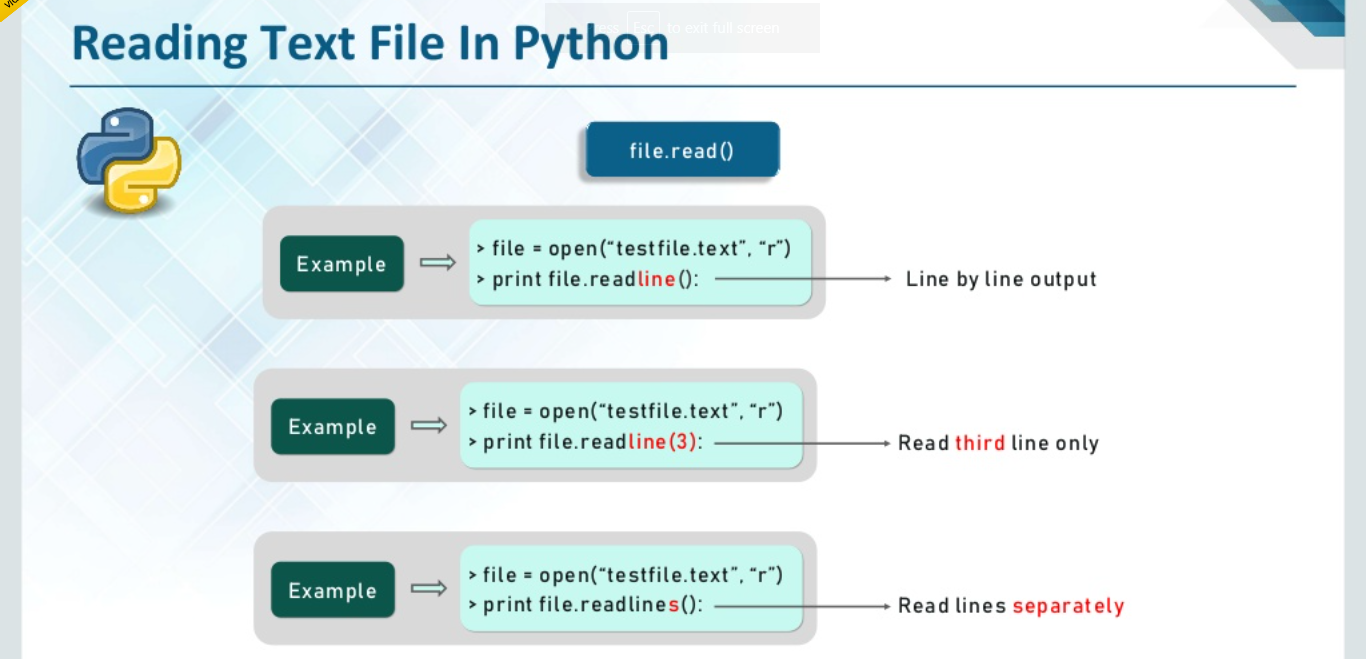 Reading Text File In Python
Esc to exit full screen
file.read()
Example
> file = open(“testfile.text”, “r”)
> print file.readline():
Line by line output
Example
> file = open(“testfile.text”, “r”)
> print file.readline(3):
Read third line only
Example
> file = open(“testfile.text”, “r”)
> print file.readlines():
Read lines separately